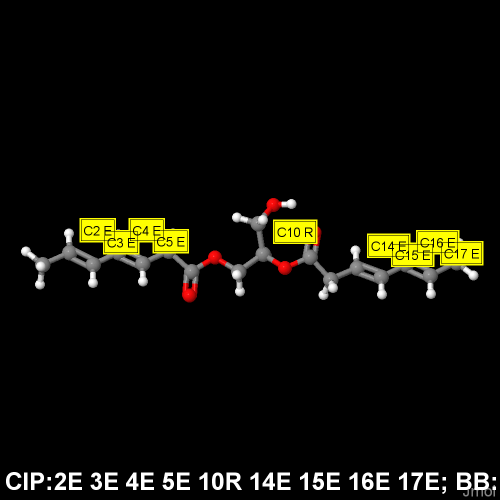 C2 E
C4 E
C3 E
C5 E
C10 R
C14 E
C16 E
C15 E
C17 E
CIP:2E 3E 4E 5E 10R 14E 15E 16E 17E; BB:
Jmol